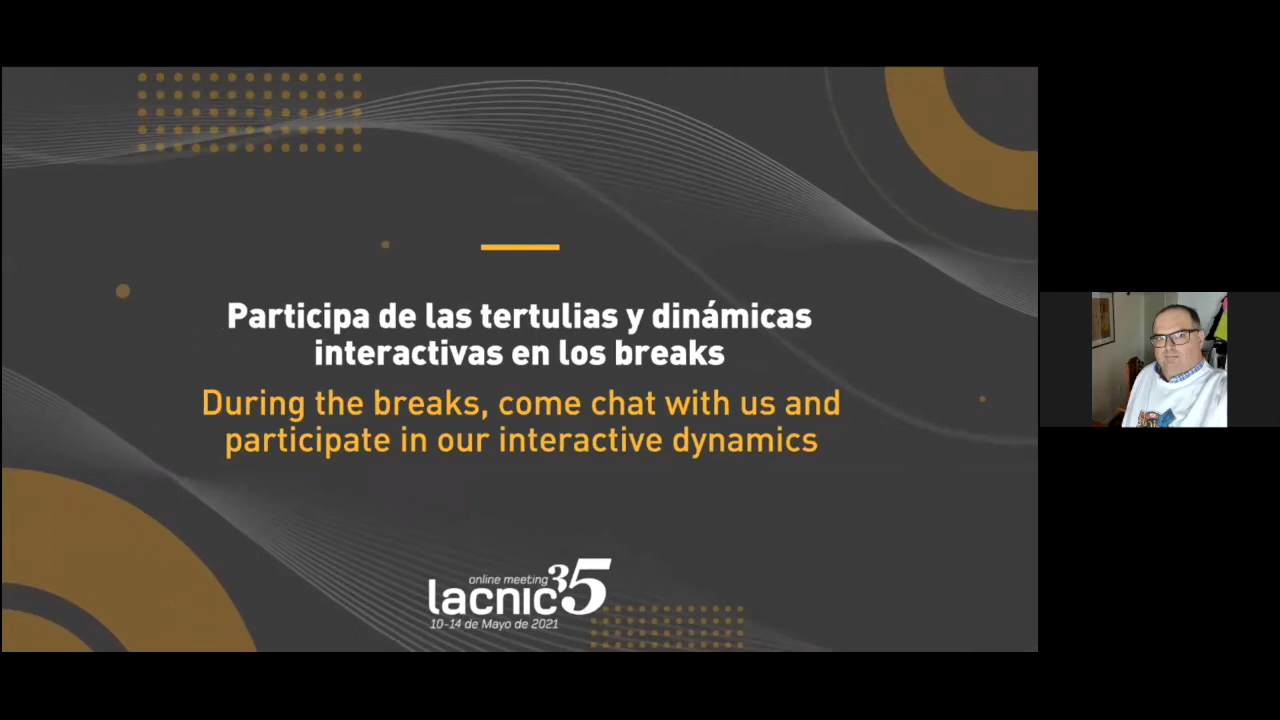 Participa de las tertulias y dinámicas
interactivas en los breaks
During the breaks, come chat with us and
participate in our interactive dynamics
online meeting
lacnic35
10-14 de Mayo de 2021